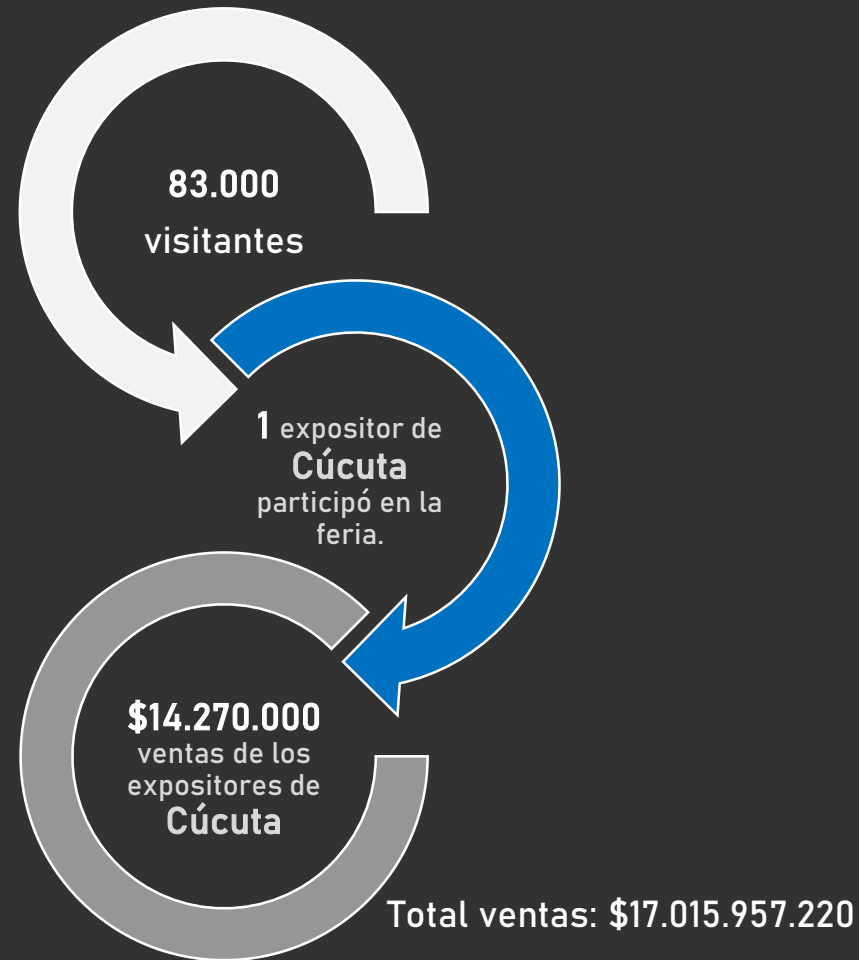 83.000
visitantes
1 expositor de
Cúcuta
participó en la
feria.
$14.270.000
ventas de los
expositores de
Cúcuta
Total ventas: $17.015.957.220